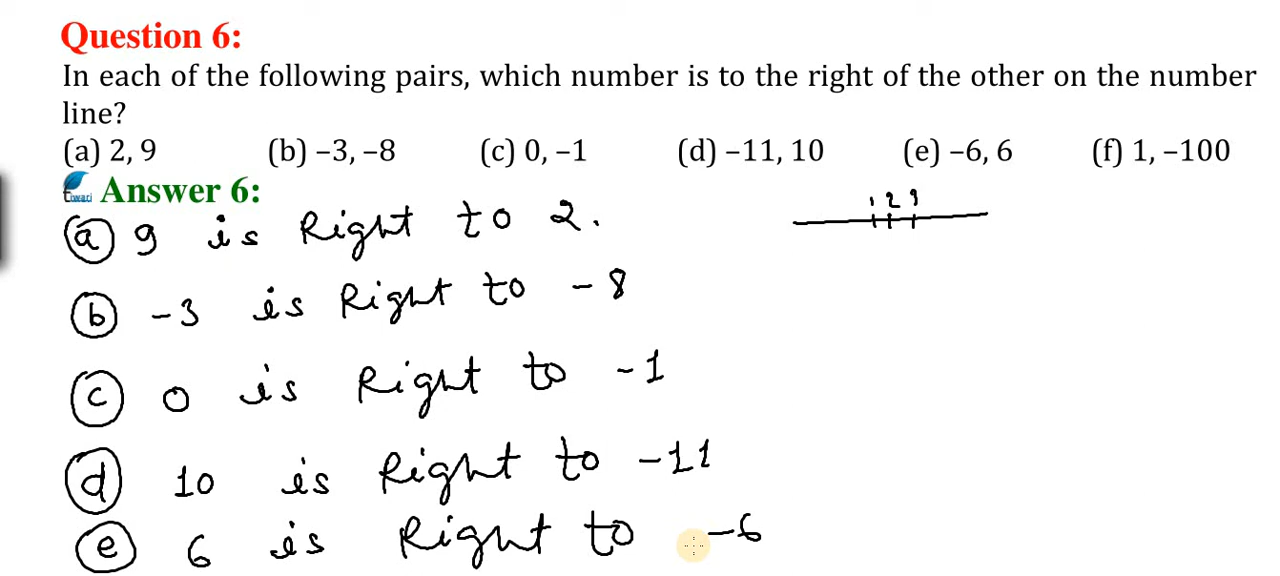 Question 6:
In each of the following pairs, which number is to the right of the other on the number
line?
(a) 2, 9 (b) –3, –8 (c) 0, –1 (d) –11, 10 (e) –6, 6 (f) 1, –100
Answer 6:
1 2 9
(a) 9 is Right to 2.
(b) -3 is Right to -8
(c) 0 is Right to -1
(d) 10 is Right to -11
(e) 6 is Right to -6